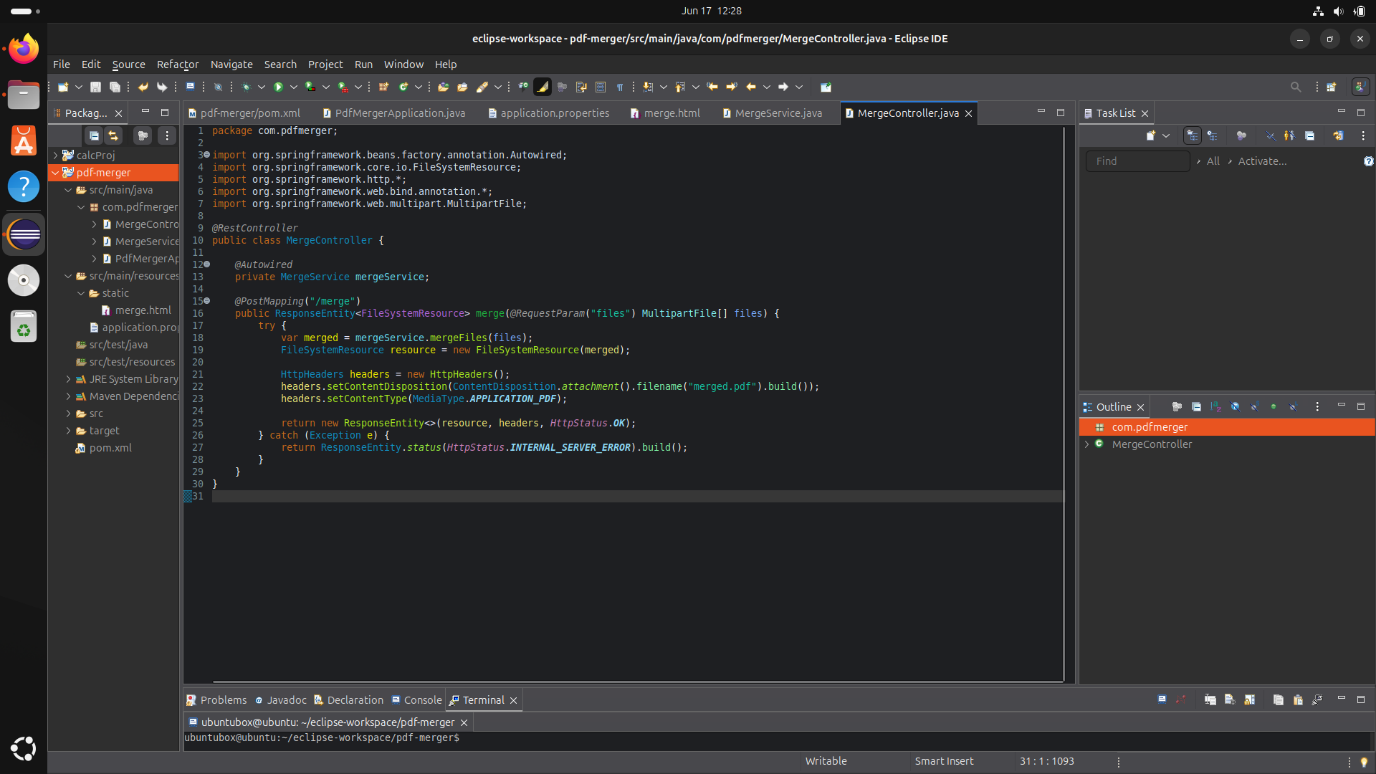 Jun 17 12:28
eclipse-workspace - pdf-merger/src/main/java/com/pdfmerger/MergeController.java - Eclipse IDE
File Edit Source Refactor Navigate Search Project Run Window Help
Packag...
calcProj
pdf-merger
src/main/java
com.pdfmerger
MergeContro
MergeService
PdfMergerAp
src/main/resources
static
merge.html
application.prop
src/test/java
src/test/resources
JRE System Library
Maven Dependenci
src
target
pom.xml
pdf-merger/pom.xml PdfMergerApplication.java application.properties merge.html MergeService.java MergeController.java
1 package com.pdfmerger;
2
3 import org.springframework.beans.factory.annotation.Autowired;
4 import org.springframework.core.io.FileSystemResource;
5 import org.springframework.http.*;
6 import org.springframework.web.bind.annotation.*;
7 import org.springframework.web.multipart.MultipartFile;
8
9 @RestController
10 public class MergeController {
11
12 @Autowired
13 private MergeService mergeService;
14
15 @PostMapping("/merge")
16 public ResponseEntity<FileSystemResource> merge(@RequestParam("files") MultipartFile[] files) {
17 try {
18 var merged = mergeService.mergeFiles(files);
19 FileSystemResource resource = new FileSystemResource(merged);
20
21 HttpHeaders headers = new HttpHeaders();
22 headers.setContentDisposition(ContentDisposition.attachment().filename("merged.pdf").build());
23 headers.setContentType(MediaType.APPLICATION_PDF);
24
25 return new ResponseEntity<>(resource, headers, HttpStatus.OK);
26 } catch (Exception e) {
27 return ResponseEntity.status(HttpStatus.INTERNAL_SERVER_ERROR).build();
28 }
29 }
30 }
31
Task List
Find All Activate...
Outline
com.pdfmerger
MergeController
Problems Javadoc Declaration Console Terminal
ubuntubox@ubuntu: ~/eclipse-workspace/pdf-merger
ubuntubox@ubuntu:~/eclipse-workspace/pdf-merger$
Writable Smart Insert 31 : 1 : 1093